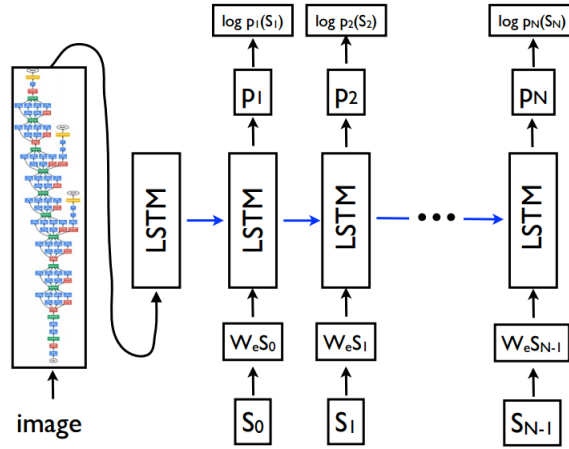 log p₁(S₁) log p₂(S₂) log pN(SN)
p₁ p₂ pN
LSTM LSTM LSTM ••• LSTM
WeS₀ WeS₁ WeSN-1
image S₀ S₁ SN-1